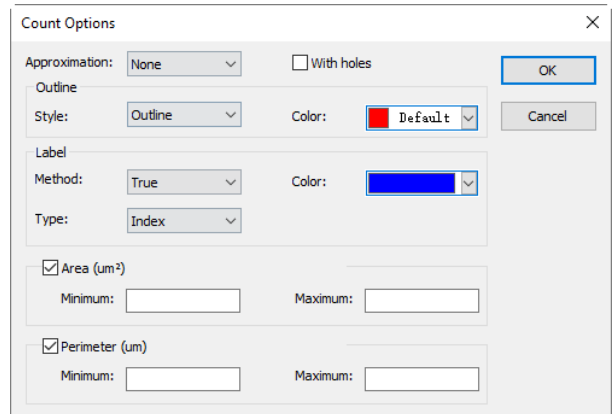 Count Options
Approximation: None With holes OK
Outline
Style: Outline Color: Default Cancel
Label
Method: True Color:
Type: Index
Area (um²)
Minimum: Maximum:
Perimeter (um)
Minimum: Maximum: